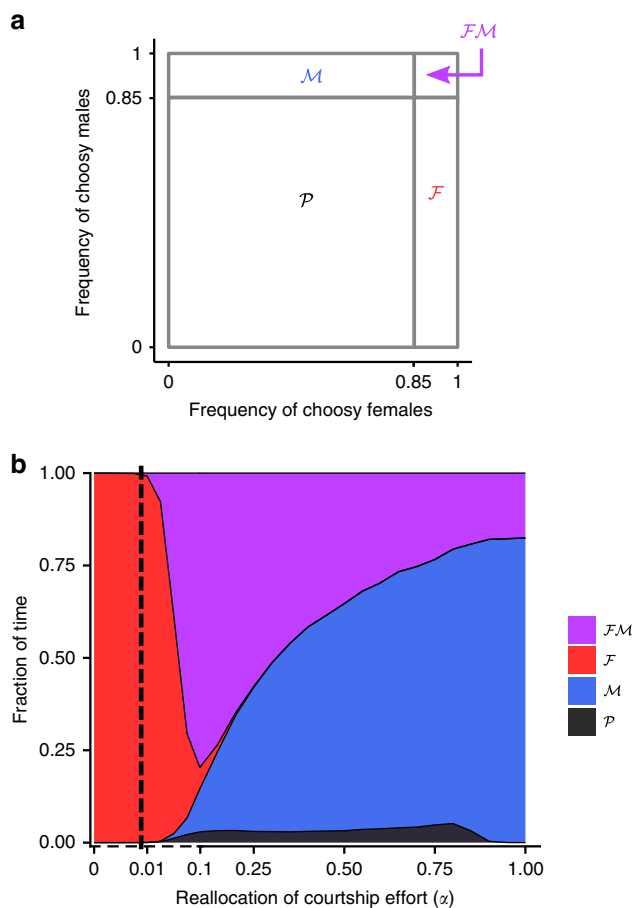 a
ℱℳ
1
ℳ
0.85
Frequency of choosy males
𝒫
ℱ
0
0 0.85 1
Frequency of choosy females
b
1.00
0.75
Fraction of time
0.50
0.25
0.00
ℱℳ
ℱ
ℳ
𝒫
0 0.01 0.1 0.25 0.50 0.75 1.00
Reallocation of courtship effort (α)